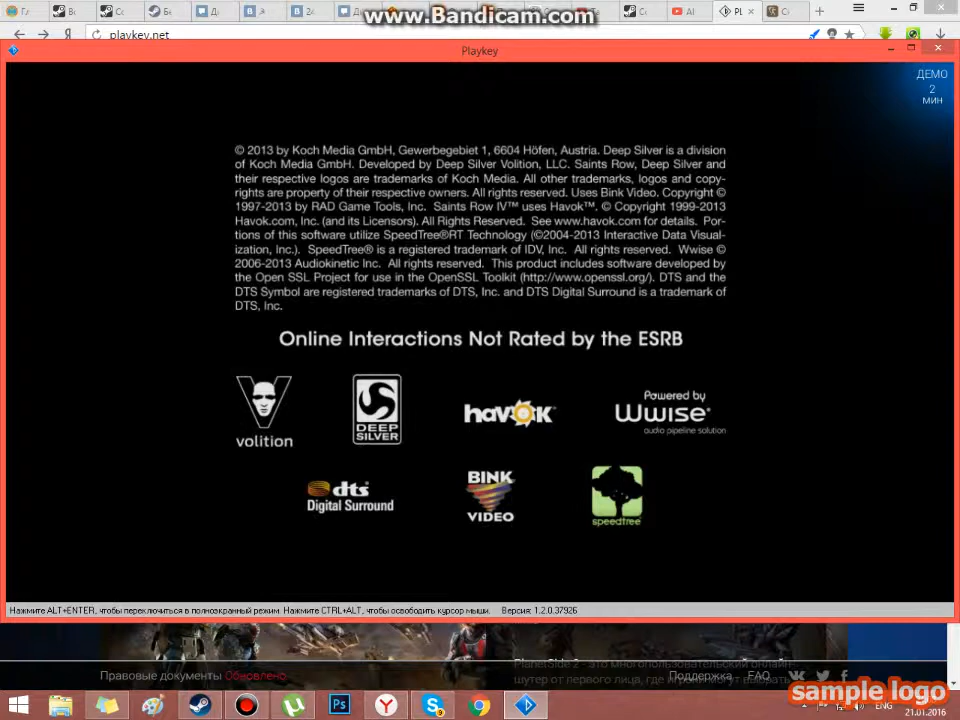 www.Bandicam.com
playkey.net
Playkey
ДЕМО
2
мин
© 2013 by Koch Media GmbH, Gewerbegebiet 1, 6604 Höfen, Austria. Deep Silver is a division
of Koch Media GmbH. Developed by Deep Silver Volition, LLC. Saints Row, Deep Silver and
their respective logos are trademarks of Koch Media. All other trademarks, logos and copy-
rights are property of their respective owners. All rights reserved. Uses Bink Video. Copyright ©
1997-2013 by RAD Game Tools, Inc. Saints Row IV™ uses Havok™, © Copyright 1999-2013
Havok.com, Inc. (and its Licensors). All Rights Reserved. See www.havok.com for details. Por-
tions of this software utilize SpeedTree®RT Technology (©2004-2013 Interactive Data Visual-
ization, Inc.). SpeedTree® is a registered trademark of IDV, Inc. All rights reserved. Wwise ©
2006-2013 Audiokinetic Inc. All rights reserved. This product includes software developed by
the Open SSL Project for use in the OpenSSL Toolkit (http://www.openssl.org/). DTS and the
DTS Symbol are registered trademarks of DTS, Inc. and DTS Digital Surround is a trademark of
DTS, Inc.
Online Interactions Not Rated by the ESRB
volition
DEEP
SILVER
havok
Powered by
Wwise
audio pipeline solution
dts
Digital Surround
BINK
VIDEO
speedtree
Нажмите ALT+ENTER, чтобы переключиться в полноэкранный режим. Нажмите CTRL+ALT, чтобы освободить курсор мыши. Версия: 1.2.0.37926
PlanetSide 2 - это многопользовательский онлайн-
шутер от первого лица, где
Правовые документы Обновлено
Поддержка FAQ
sample logo
Ps
ENG
21.01.2016